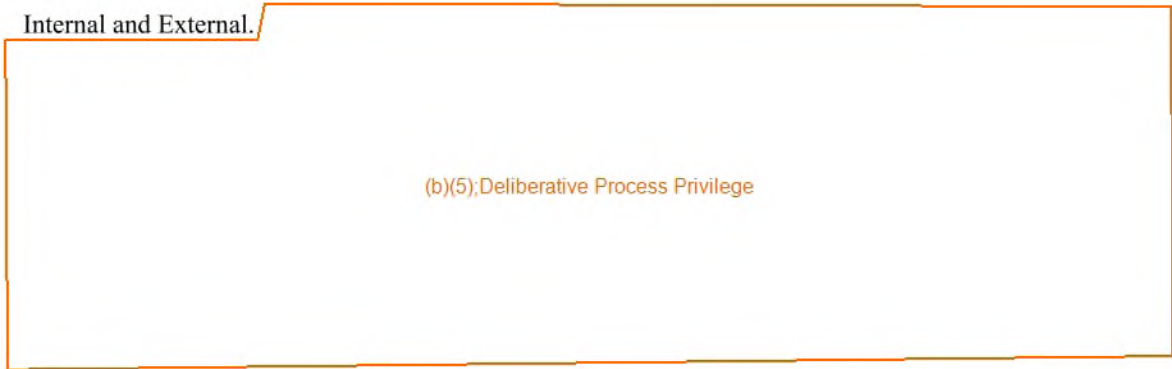 Internal and External.
(b)(5);Deliberative Process Privilege